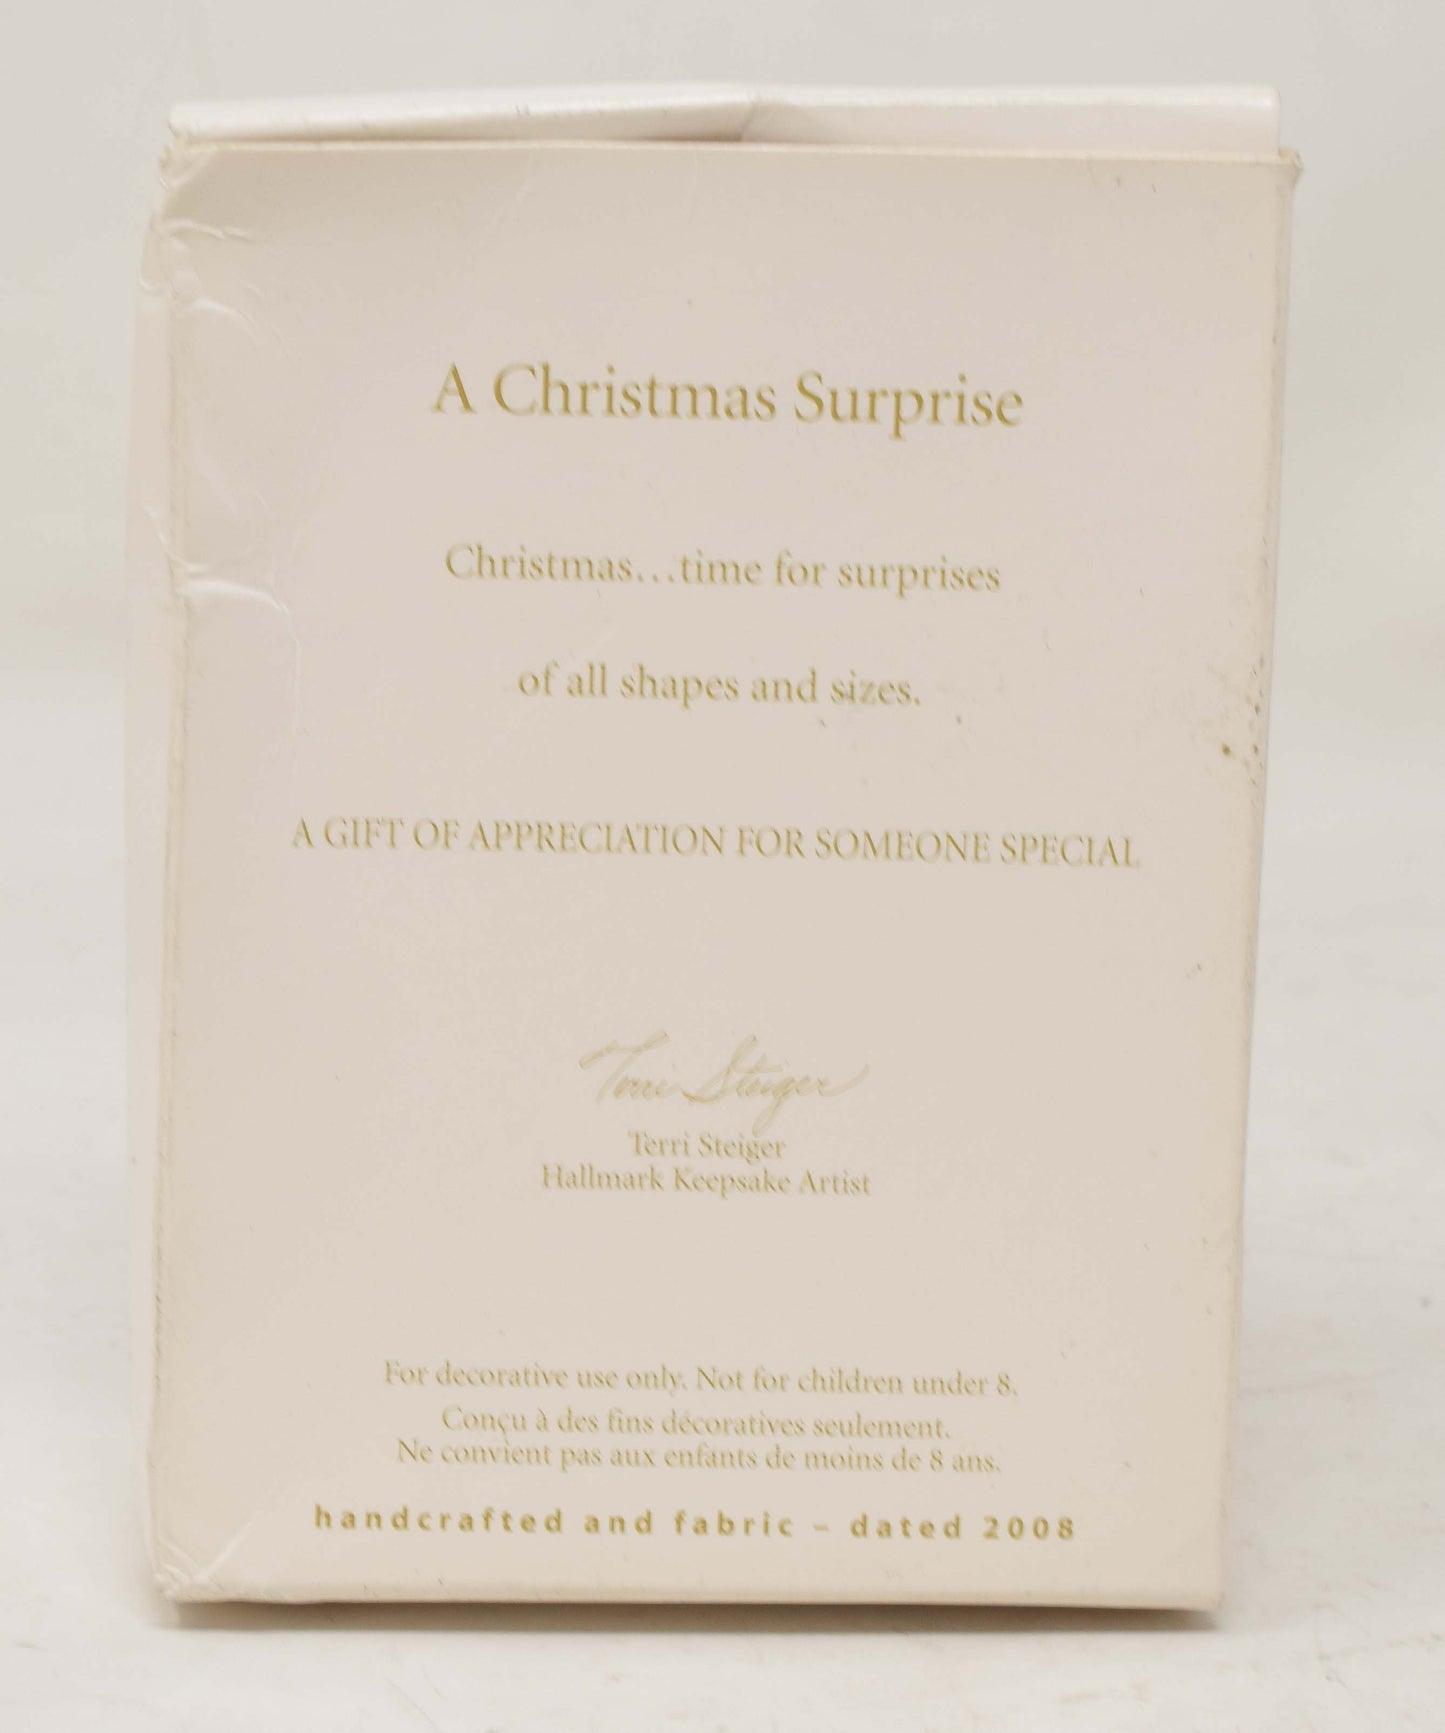 A Christmas Surprise
Christmas...time for surprises
of all shapes and sizes.
A GIFT OF APPRECIATION FOR SOMEONE SPECIAL
Terri Steiger
Terri Steiger
Hallmark Keepsake Artist
For decorative use only. Not for children under 8.
Conçu à des fins décoratives seulement.
Ne convient pas aux enfants de moins de 8 ans.
handcrafted and fabric – dated 2008